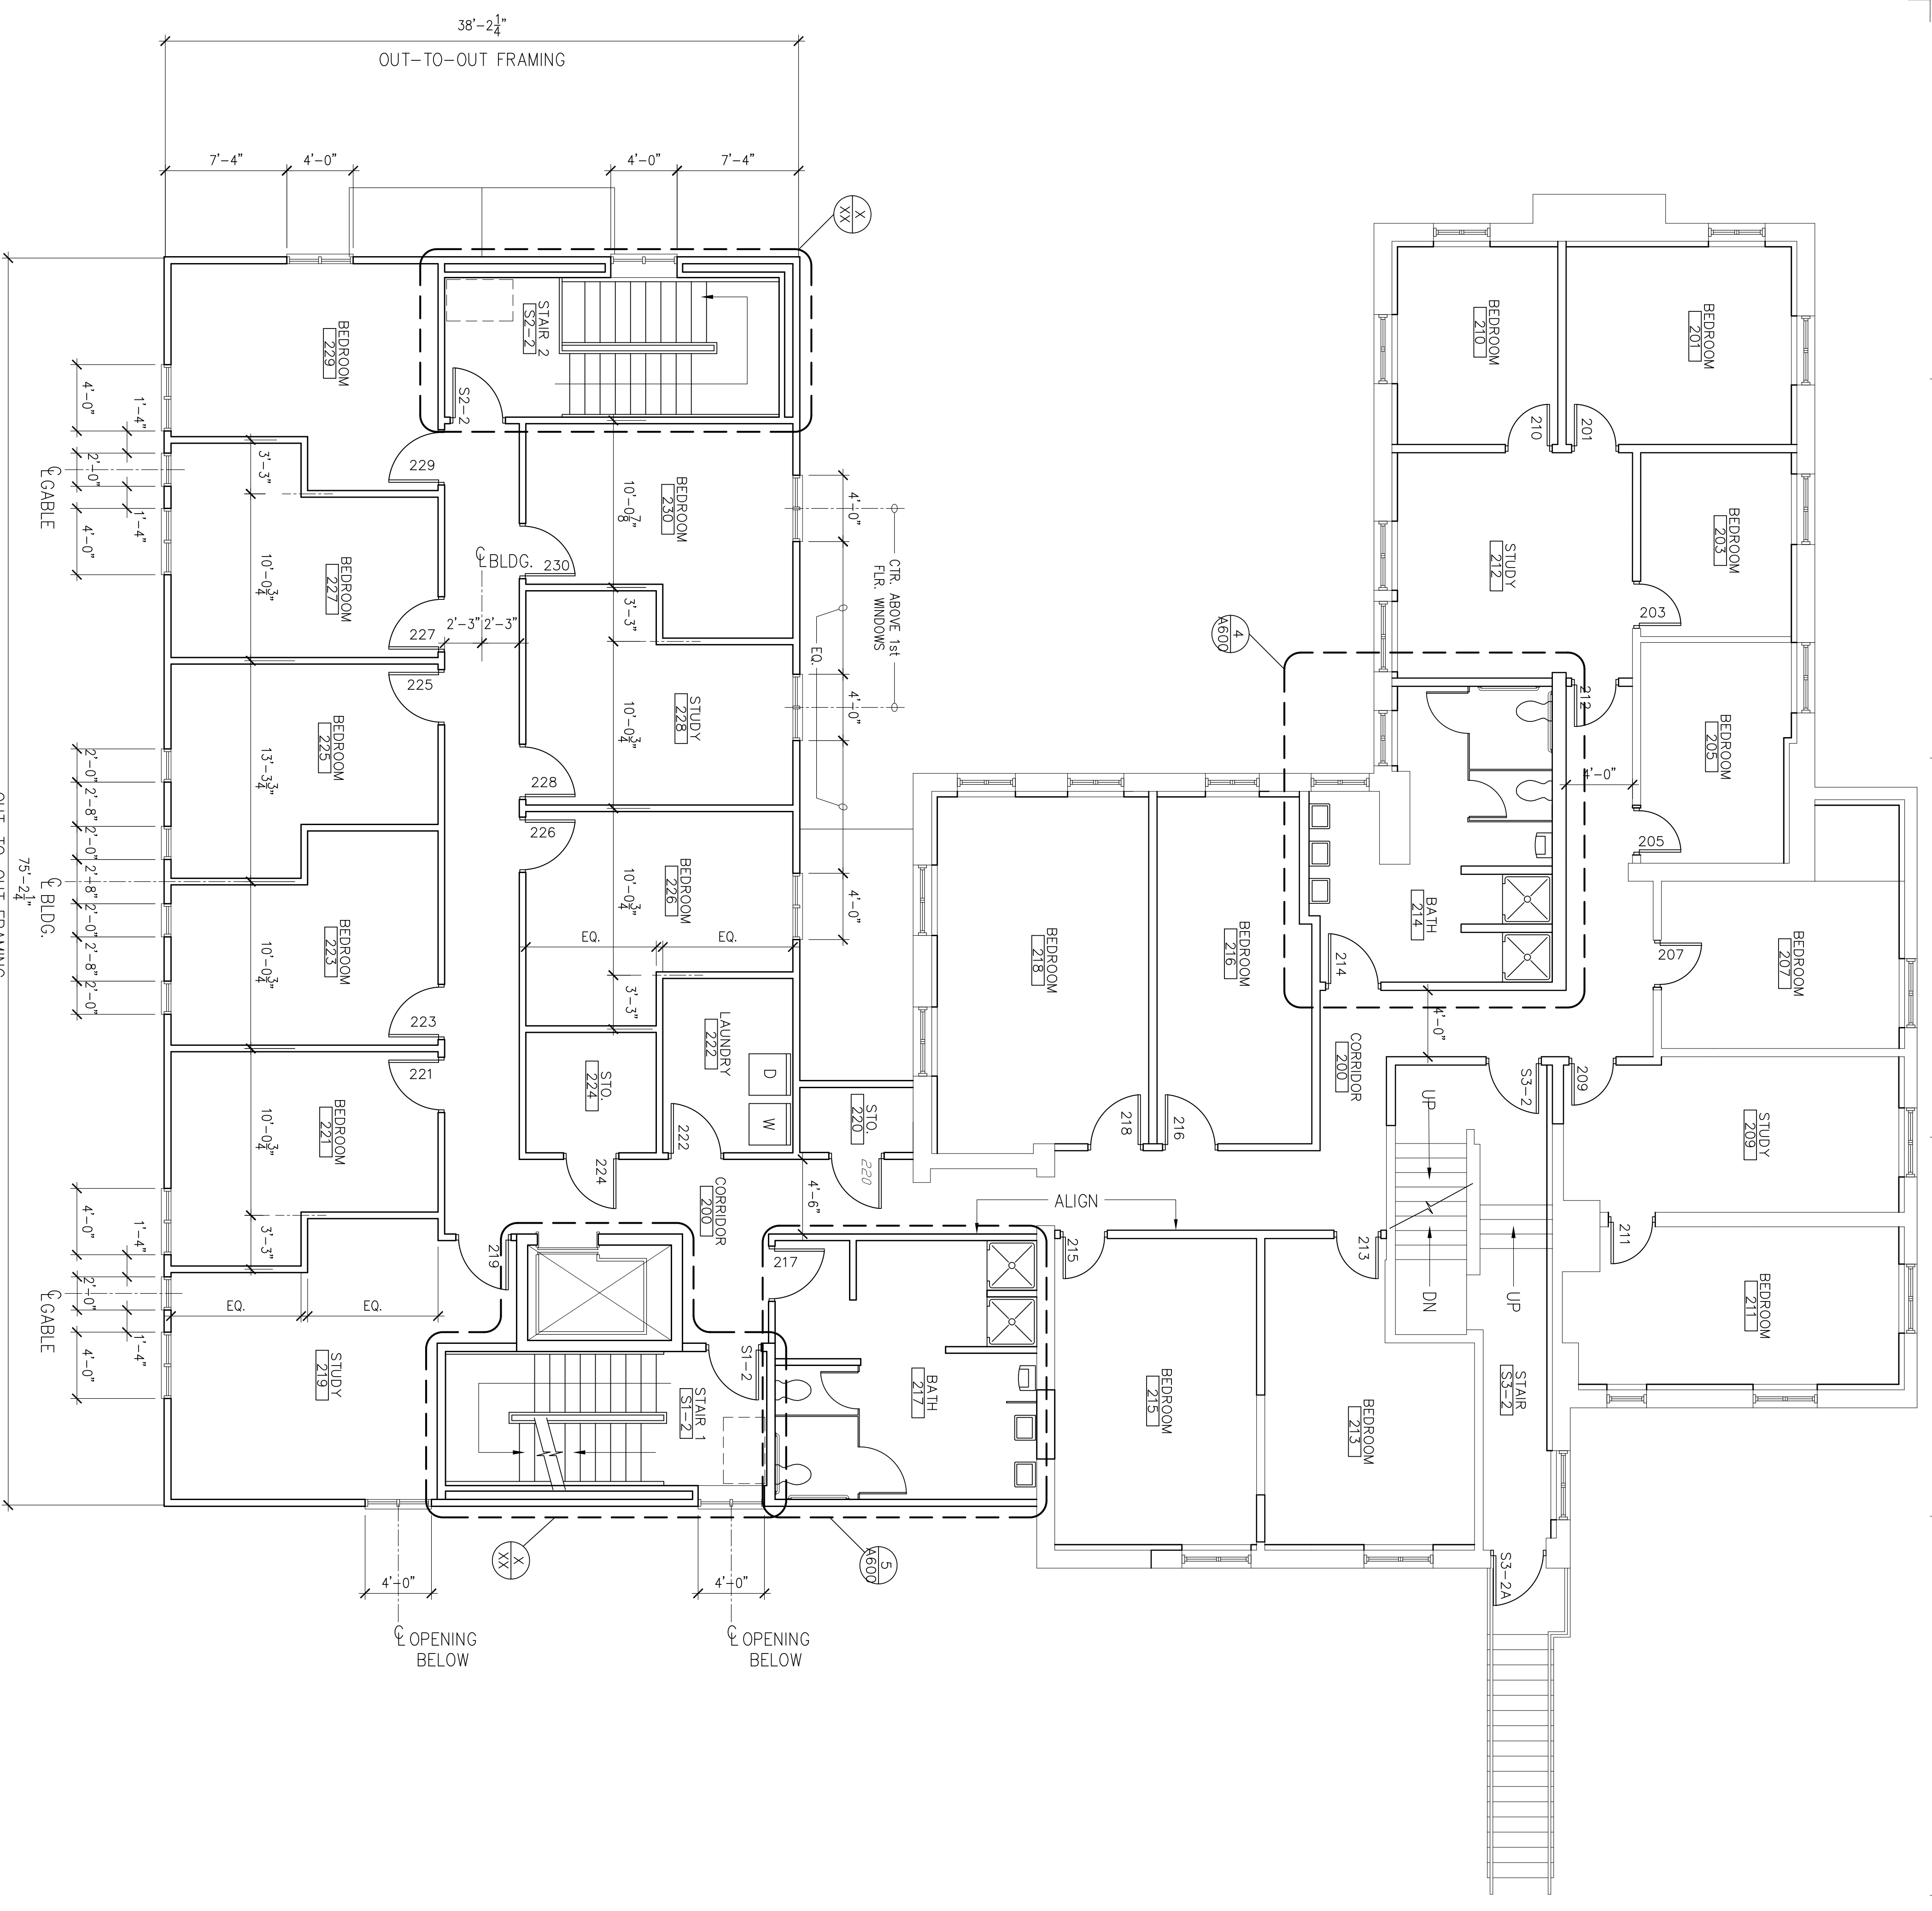 38'-2 1/4"
OUT-TO-OUT FRAMING
7'-4"
4'-0"
4'-0"
7'-4"
X
XX
BEDROOM
201
BEDROOM
210
201
210
BEDROOM
203
STUDY
212
203
4
A600
BEDROOM
205
212
4'-0"
205
BEDROOM
207
207
BATH
214
214
4'-0"
CORRIDOR
200
S3-2
209
STUDY
209
211
BEDROOM
211
UP
DN
UP
STAIR
S3-2
S3-2A
BEDROOM
216
216
BEDROOM
218
218
ALIGN
213
BEDROOM
213
215
BEDROOM
215
BEDROOM
229
229
STAIR 2
S2-2
S2-2
BEDROOM
230
10'-0 7/8"
230
4'-0"
CTR. ABOVE 1st
FLR. WINDOWS
EQ.
4'-0"
4'-0"
CL BLDG.
2'-3"
2'-3"
3'-3"
STUDY
228
10'-0 3/4"
228
BEDROOM
226
10'-0 3/4"
226
EQ.
EQ.
3'-3"
LAUNDRY
222
D
W
222
STO.
224
224
STO.
220
220
4'-6"
CORRIDOR
200
3'-3"
BEDROOM
227
10'-0 3/4"
227
BEDROOM
225
13'-3 3/4"
225
BEDROOM
223
10'-0 3/4"
223
BEDROOM
221
10'-0 3/4"
221
3'-3"
EQ.
EQ.
STUDY
219
219
STAIR 1
S1-2
S1-2
BATH
217
217
5
A600
X
XX
4'-0"
4'-0"
CL OPENING
BELOW
CL OPENING
BELOW
4'-0"
1'-4"
2'-0"
1'-4"
4'-0"
CL GABLE
2'-0"
2'-8"
2'-0"
2'-8"
2'-0"
2'-8"
2'-0"
CL BLDG.
4'-0"
1'-4"
2'-0"
1'-4"
4'-0"
CL GABLE
75'-2 1/4"
OUT-TO-OUT FRAMING